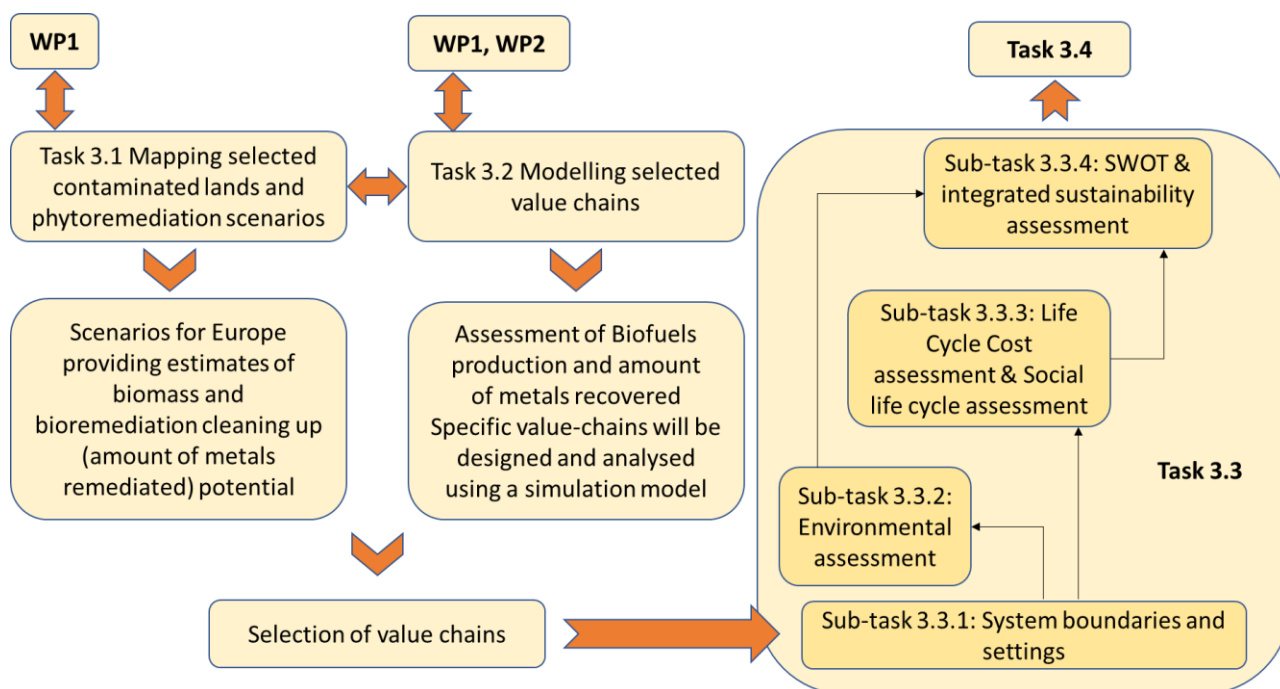 WP1
WP1, WP2
Task 3.4
Task 3.1 Mapping selected
contaminated lands and
phytoremediation scenarios
Task 3.2 Modelling selected
value chains
Sub-task 3.3.4: SWOT &
integrated sustainability
assessment
Scenarios for Europe
providing estimates of
biomass and
bioremediation cleaning up
(amount of metals
remediated) potential
Assessment of Biofuels
production and amount
of metals recovered
Specific value-chains will be
designed and analysed
using a simulation model
Sub-task 3.3.3: Life
Cycle Cost
assessment & Social
life cycle assessment
Task 3.3
Sub-task 3.3.2:
Environmental
assessment
Selection of value chains
Sub-task 3.3.1: System boundaries and
settings